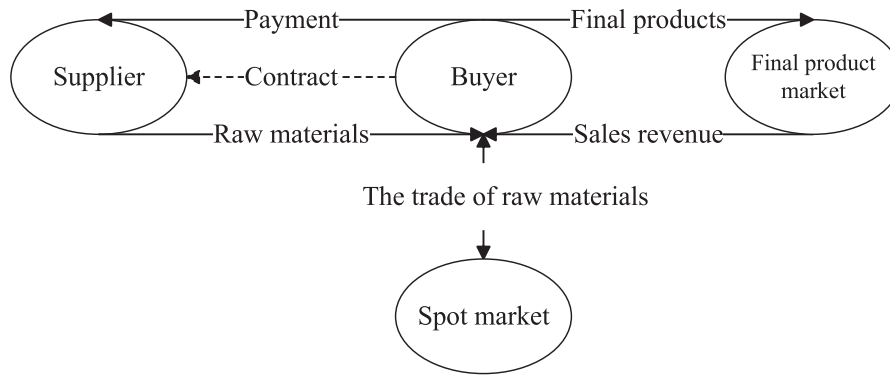 Payment
Final products
Supplier
Contract
Buyer
Final product
market
Raw materials
Sales revenue
The trade of raw materials
Spot market